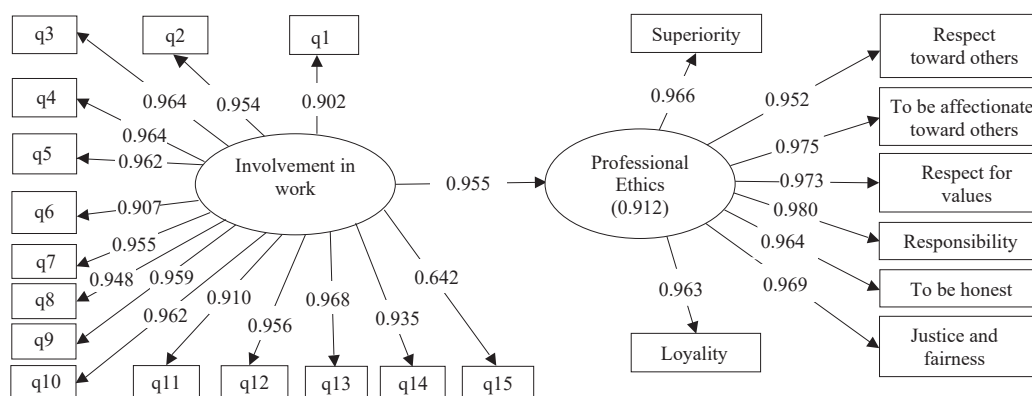 q3
q2
q1
Superiority
Respect
toward others
q4
0.964
0.954
0.902
0.966
0.952
To be affectionate
toward others
q5
0.964
0.962
Involvement in
work
0.955
Professional
Ethics
(0.912)
0.975
0.973
Respect for
values
q6
0.907
0.980
Responsibility
q7
0.955
0.964
q8
0.948
0.959
0.642
0.963
0.969
To be honest
q9
0.962
0.910
0.956
0.968
0.935
Loyality
Justice and
fairness
q10
q11
q12
q13
q14
q15